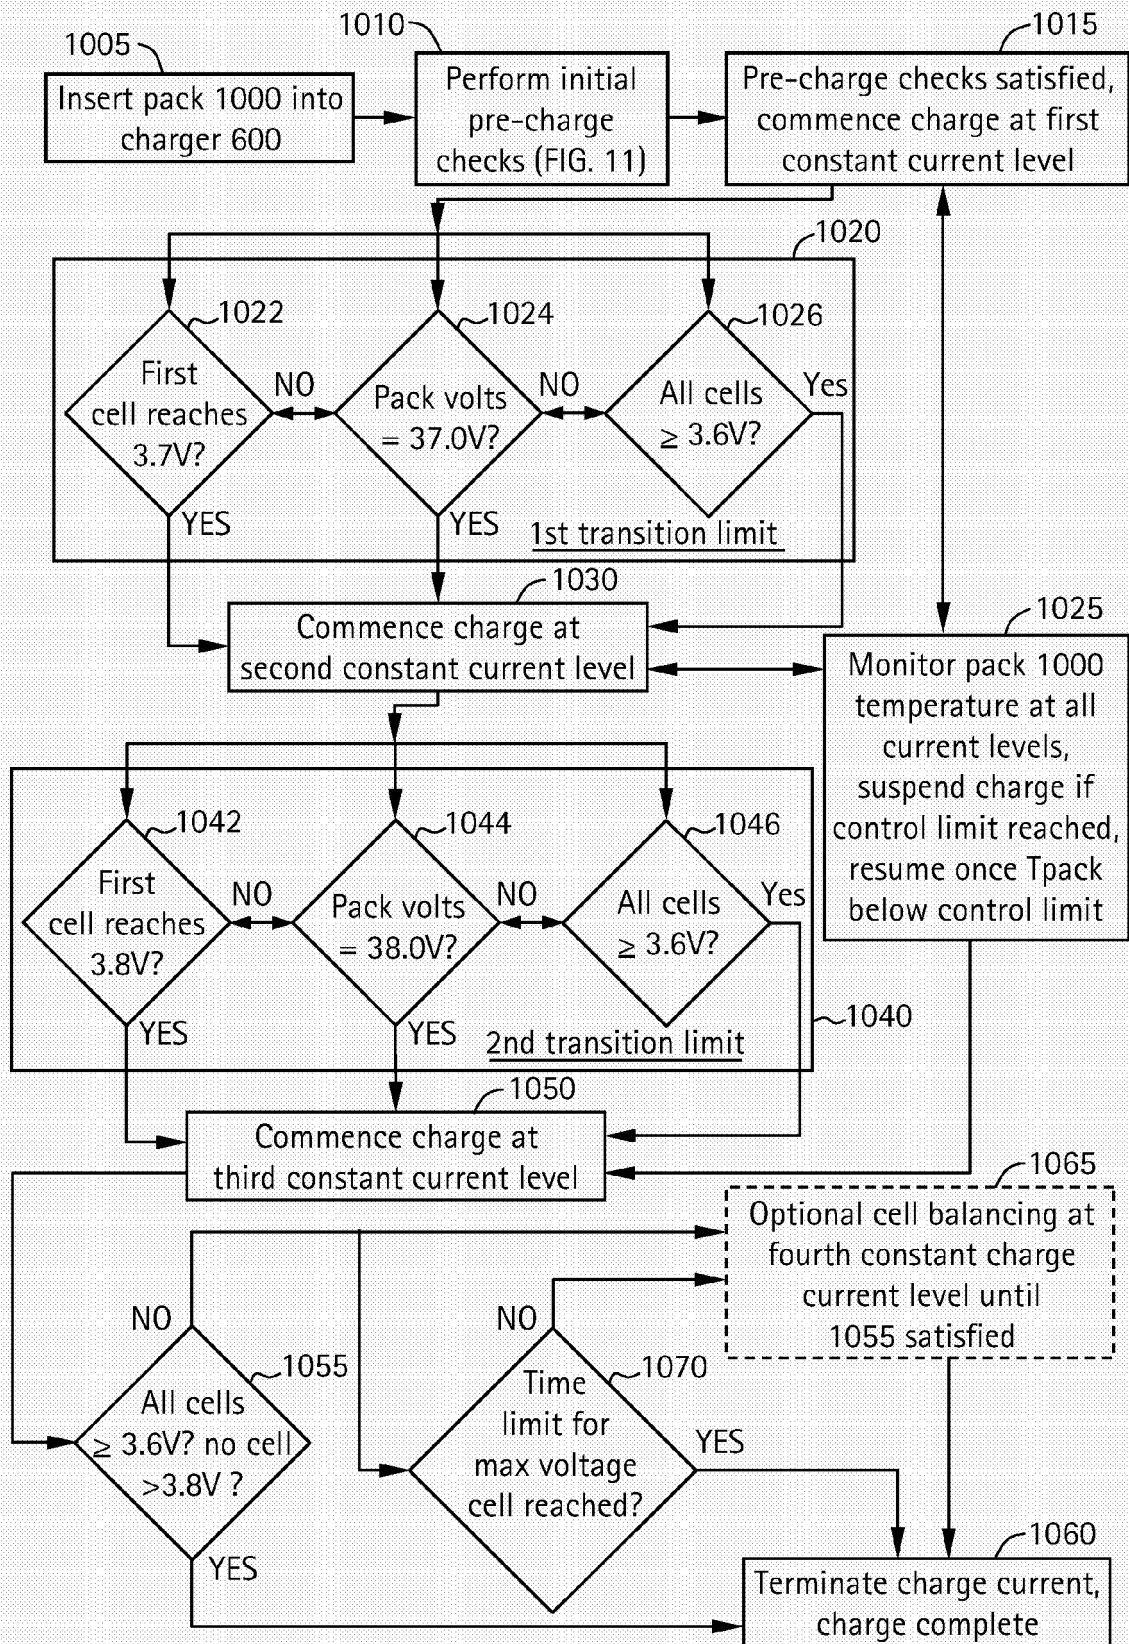 1005
Insert pack 1000 into
charger 600
1010
Perform initial
pre-charge
checks (FIG. 11)
1015
Pre-charge checks satisfied,
commence charge at first
constant current level
1020
1022
First
cell reaches
3.7V?
NO
YES
1024
Pack volts
= 37.0V?
NO
YES
1026
All cells
≥ 3.6V?
Yes
1st transition limit
1030
Commence charge at
second constant current level
1025
Monitor pack 1000
temperature at all
current levels,
suspend charge if
control limit reached,
resume once Tpack
below control limit
1042
First
cell reaches
3.8V?
NO
YES
1044
Pack volts
= 38.0V?
NO
YES
1046
All cells
≥ 3.6V?
Yes
2nd transition limit
1040
1050
Commence charge at
third constant current level
1065
Optional cell balancing at
fourth constant charge
current level until
1055 satisfied
NO
1055
All cells
≥ 3.6V? no cell
>3.8V ?
YES
NO
1070
Time
limit for
max voltage
cell reached?
YES
1060
Terminate charge current,
charge complete